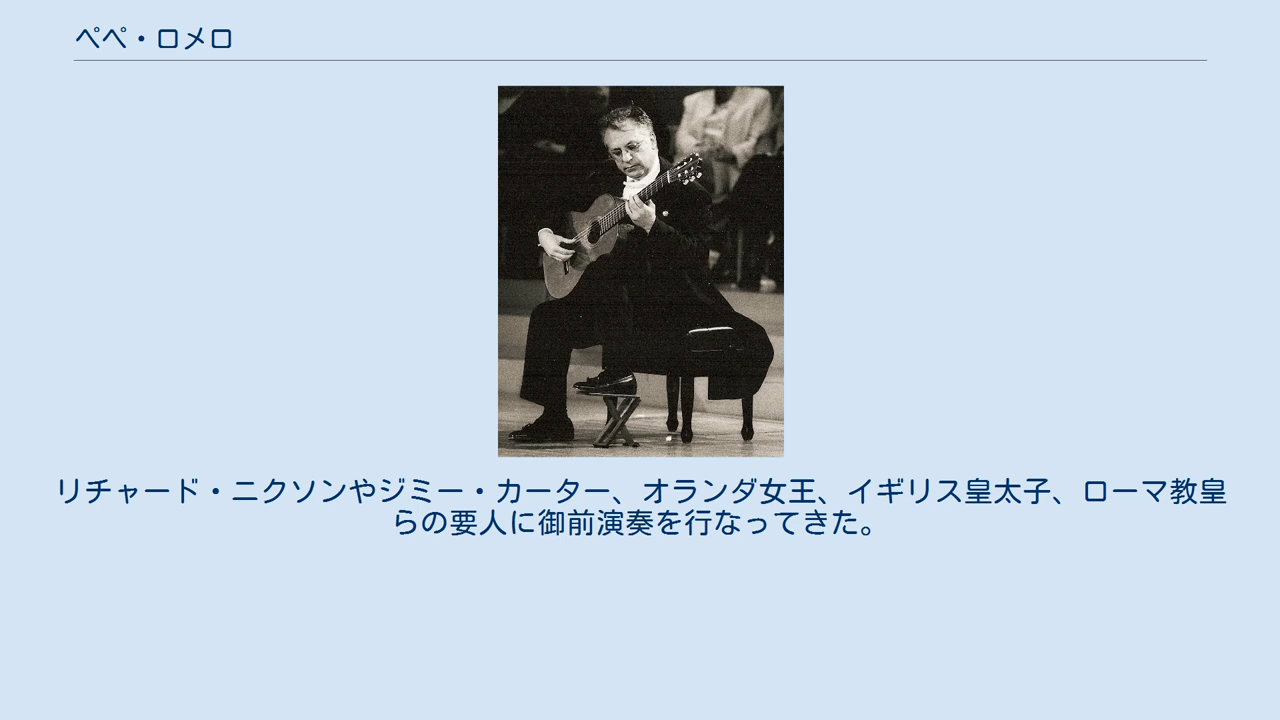 ペペ・ロメロ
リチャード・ニクソンやジミー・カーター、オランダ女王、イギリス皇太子、ローマ教皇
らの要人に御前演奏を行なってきた。